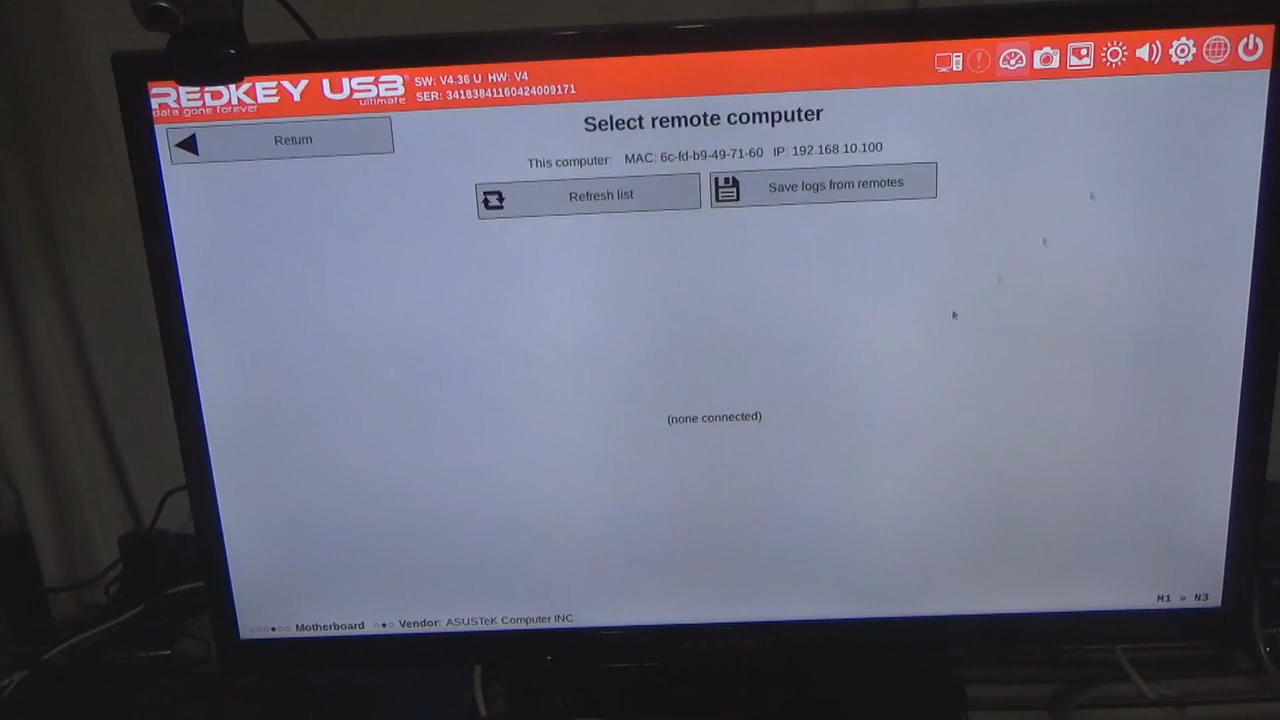 REDKEY USB
ultimate
data gone forever
SW: V4.36 U HW: V4
SER: 34183841160424009171
Return
Select remote computer
This computer: MAC: 6c-fd-b9-49-71-60 IP: 192.168.10.100
Refresh list
Save logs from remotes
(none connected)
M1 » N3
Motherboard Vendor: ASUSTeK Computer INC.